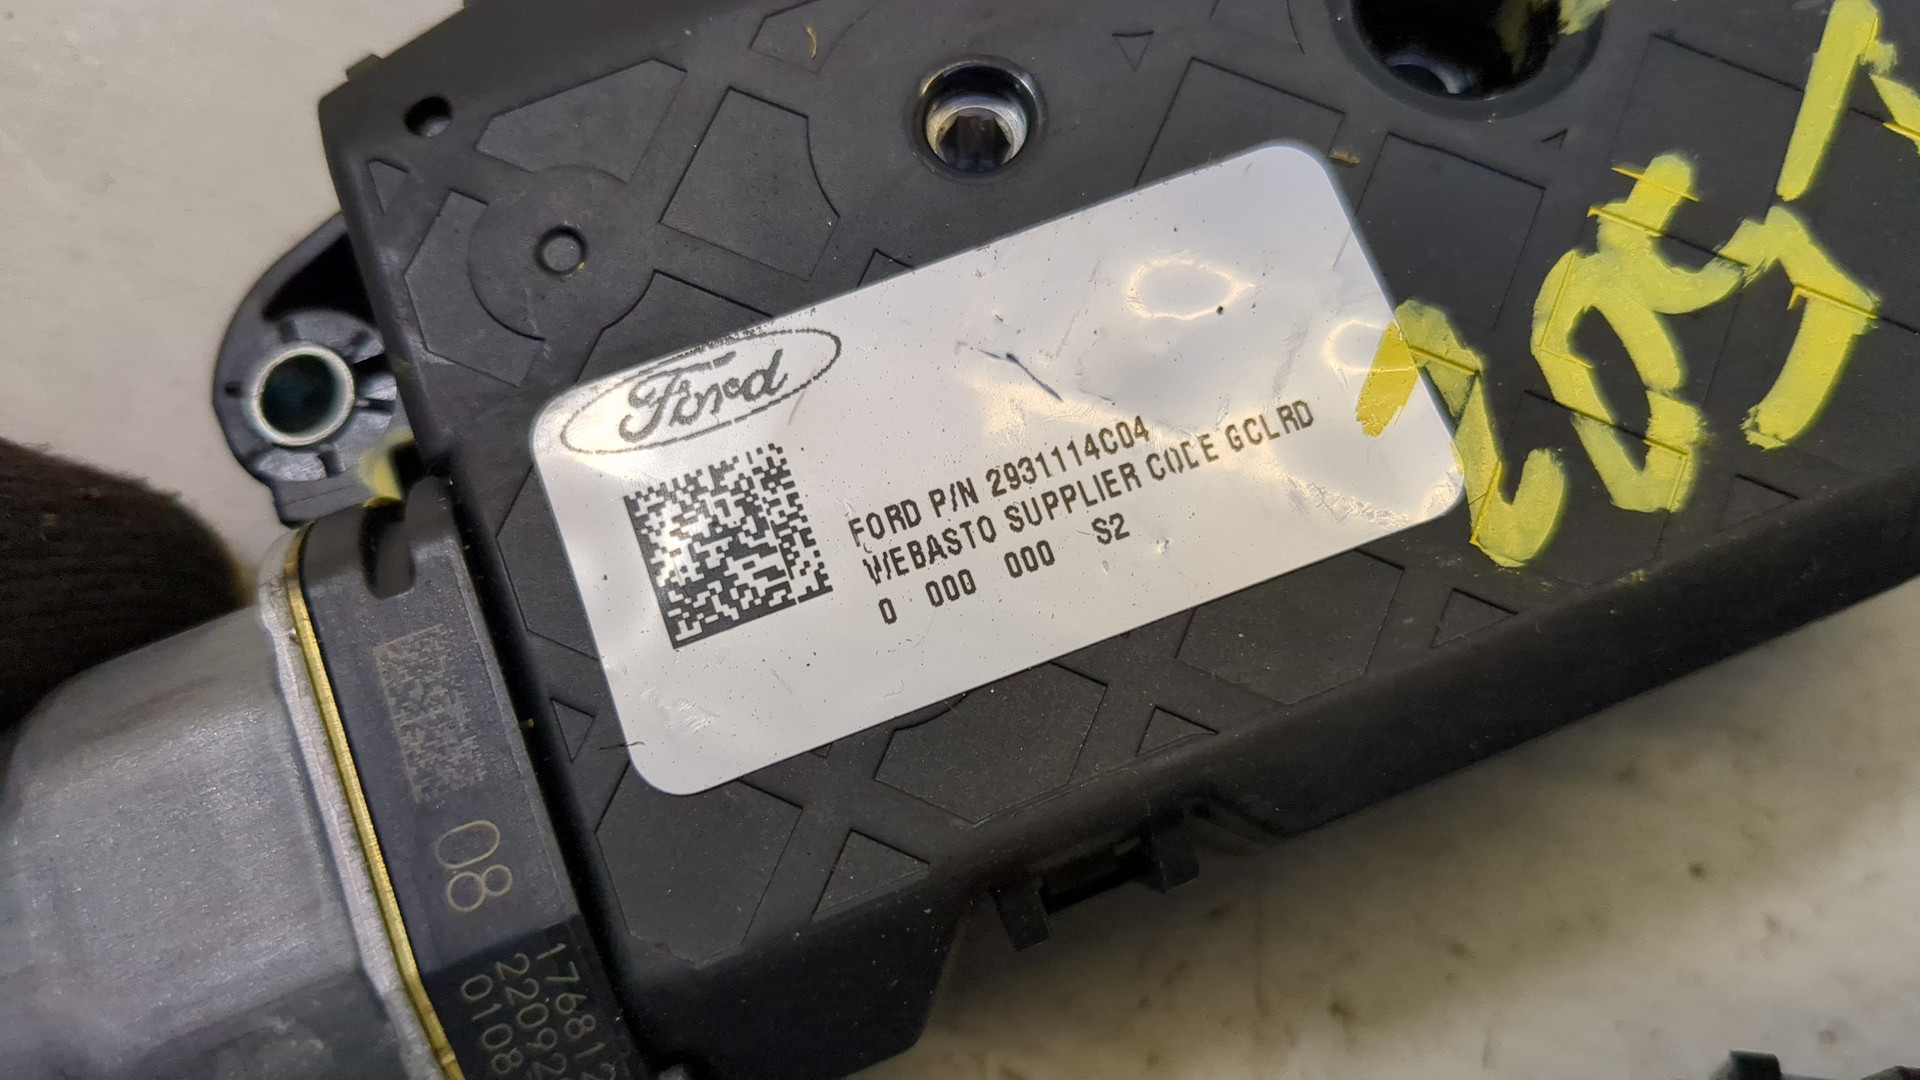 Ford
FORD P/N 2931114C04
WEBASTO SUPPLIER CODE GCLRD
0 000 000 S2
08